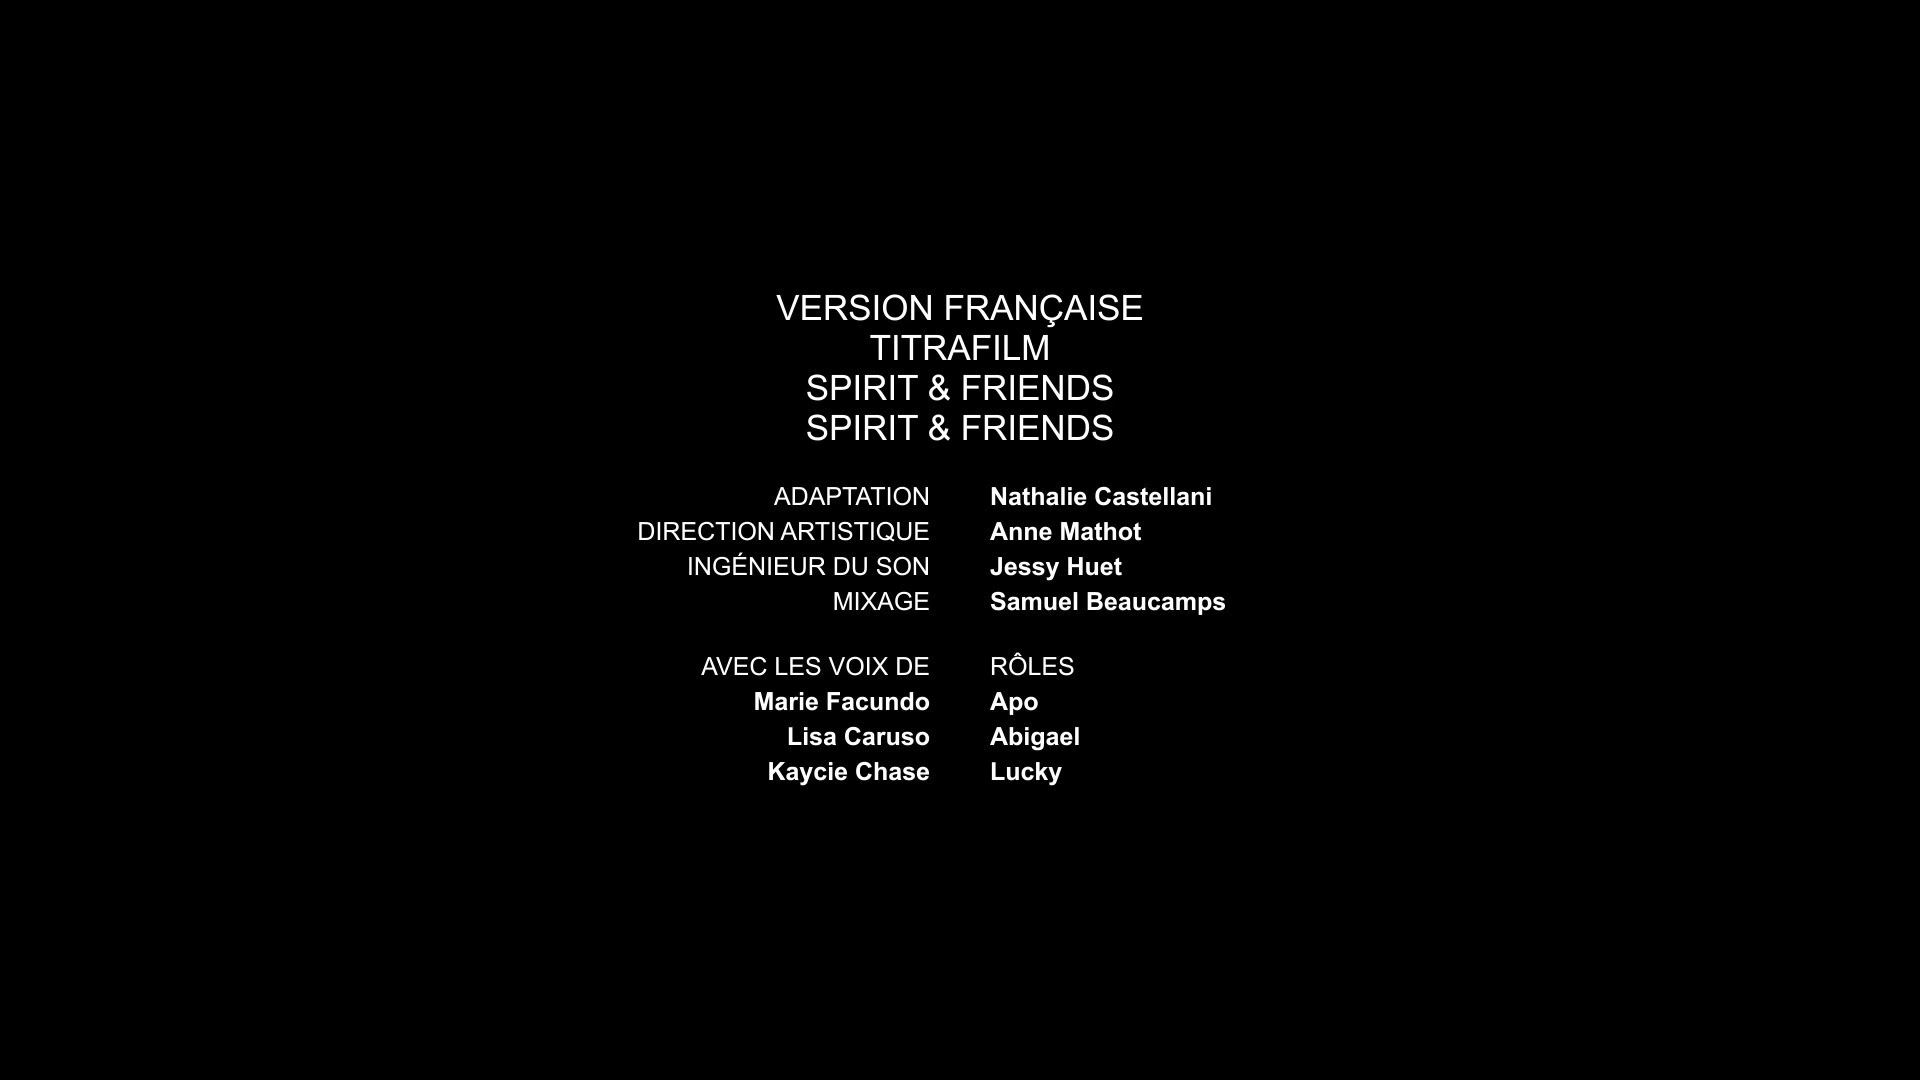 VERSION FRANÇAISE
TITRAFILM
SPIRIT & FRIENDS
SPIRIT & FRIENDS
ADAPTATION Nathalie Castellani
DIRECTION ARTISTIQUE Anne Mathot
INGÉNIEUR DU SON Jessy Huet
MIXAGE Samuel Beaucamps
AVEC LES VOIX DE RÔLES
Marie Facundo Apo
Lisa Caruso Abigael
Kaycie Chase Lucky